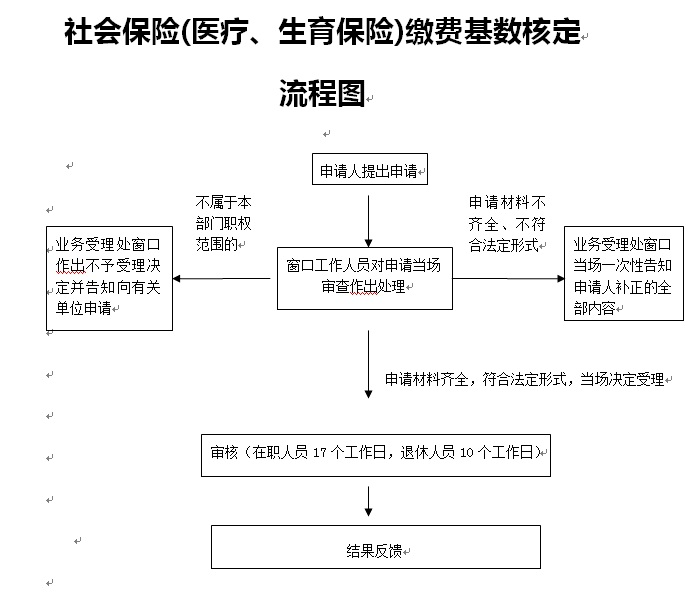 社会保险(医疗、生育保险)缴费基数核定
流程图
申请人提出申请
不属于本
部门职权
范围的
申请材料不
齐全、不符
合法定形式
业务受理处窗口
作出不予受理决
定并告知向有关
单位申请
窗口工作人员对申请当场
审查作出处理
业务受理处窗口
当场一次性告知
申请人补正的全
部内容
申请材料齐全，符合法定形式，当场决定受理
审核（在职人员17个工作日，退休人员10个工作日）
结果反馈